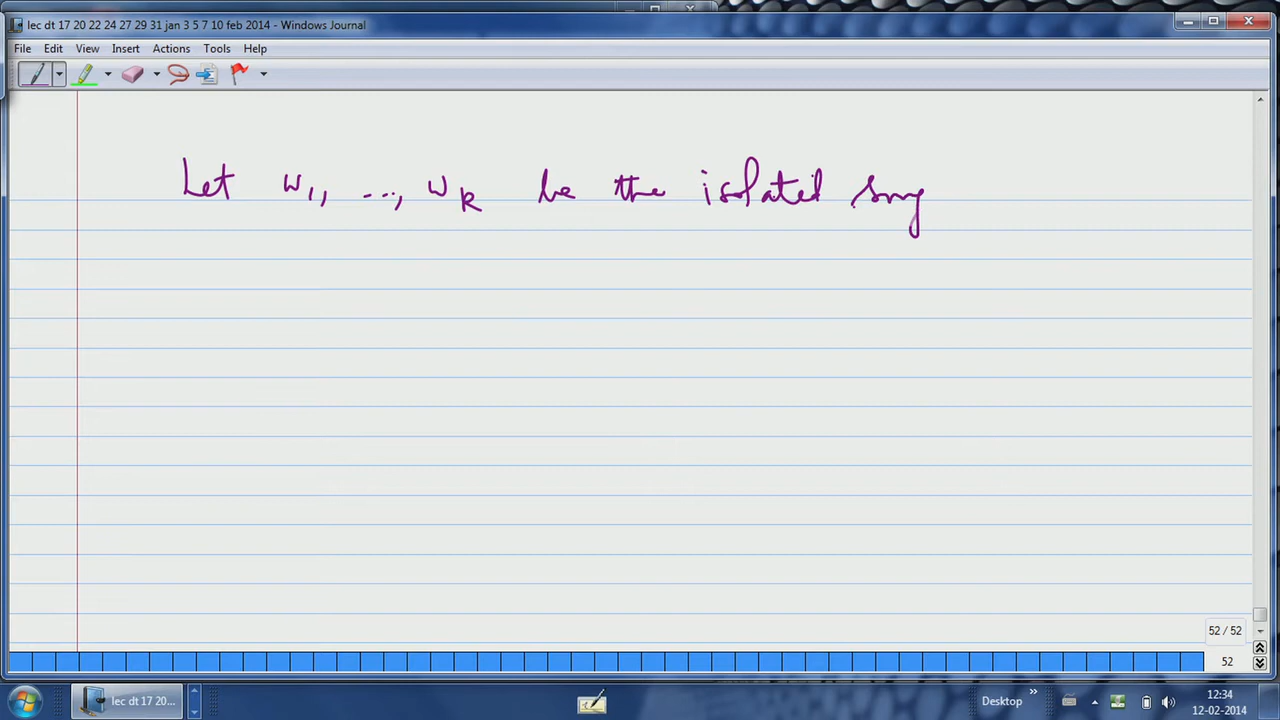 lec dt 17 20 22 24 27 29 31 jan 3 5 7 10 feb 2014 - Windows Journal
File Edit View Insert Actions Tools Help
Let w₁, ..., w_k be the isolated sing
52 / 52
52
lec dt 17 20... Desktop » 12:34
12-02-2014